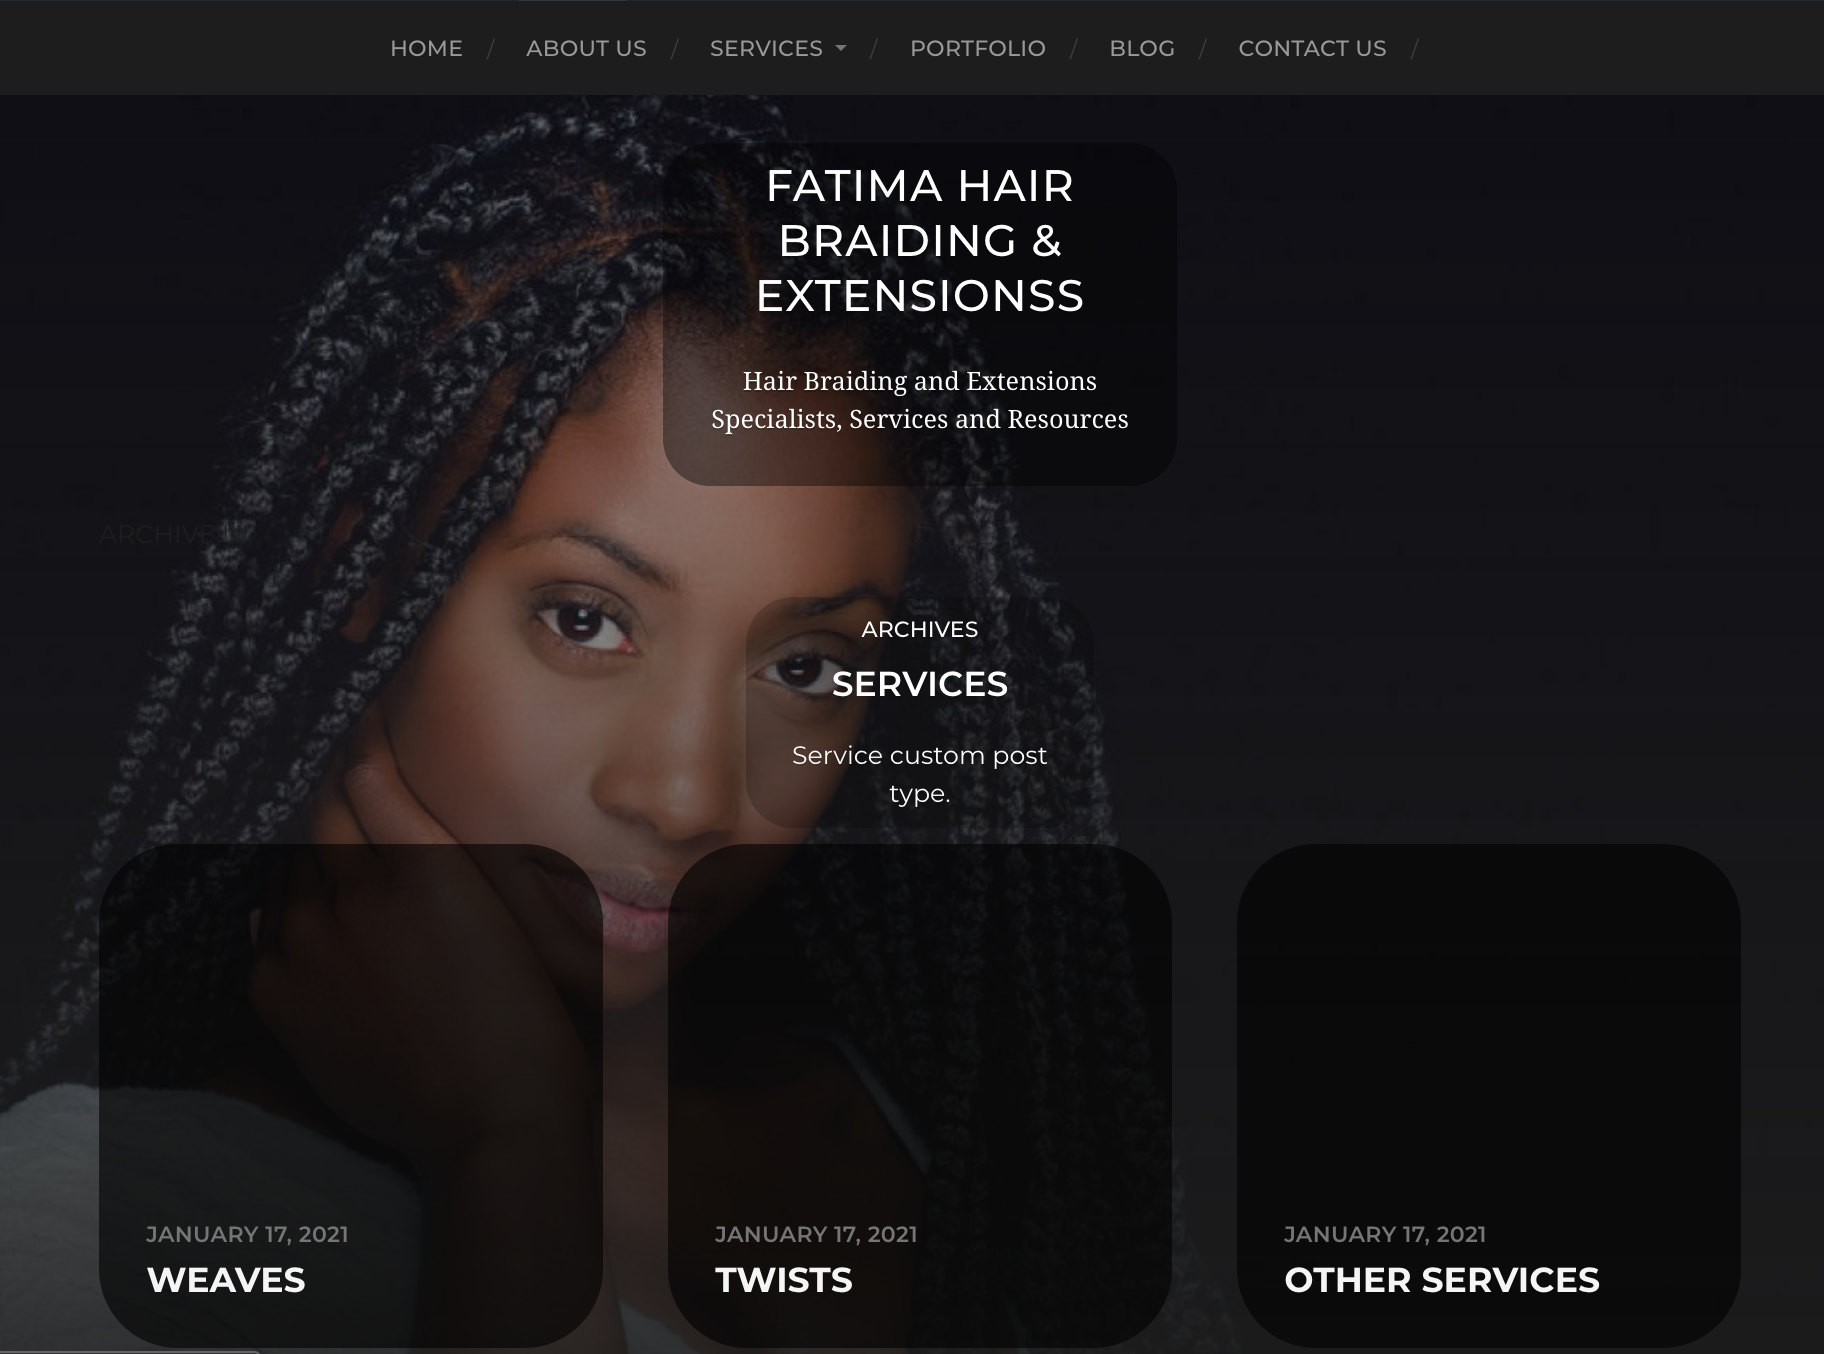 HOME / ABOUT US / SERVICES / PORTFOLIO / BLOG / CONTACT US /
FATIMA HAIR
BRAIDING &
EXTENSIONSS
Hair Braiding and Extensions
Specialists, Services and Resources
ARCHIVE
ARCHIVES
SERVICES
Service custom post
type.
JANUARY 17, 2021
WEAVES
JANUARY 17, 2021
TWISTS
JANUARY 17, 2021
OTHER SERVICES